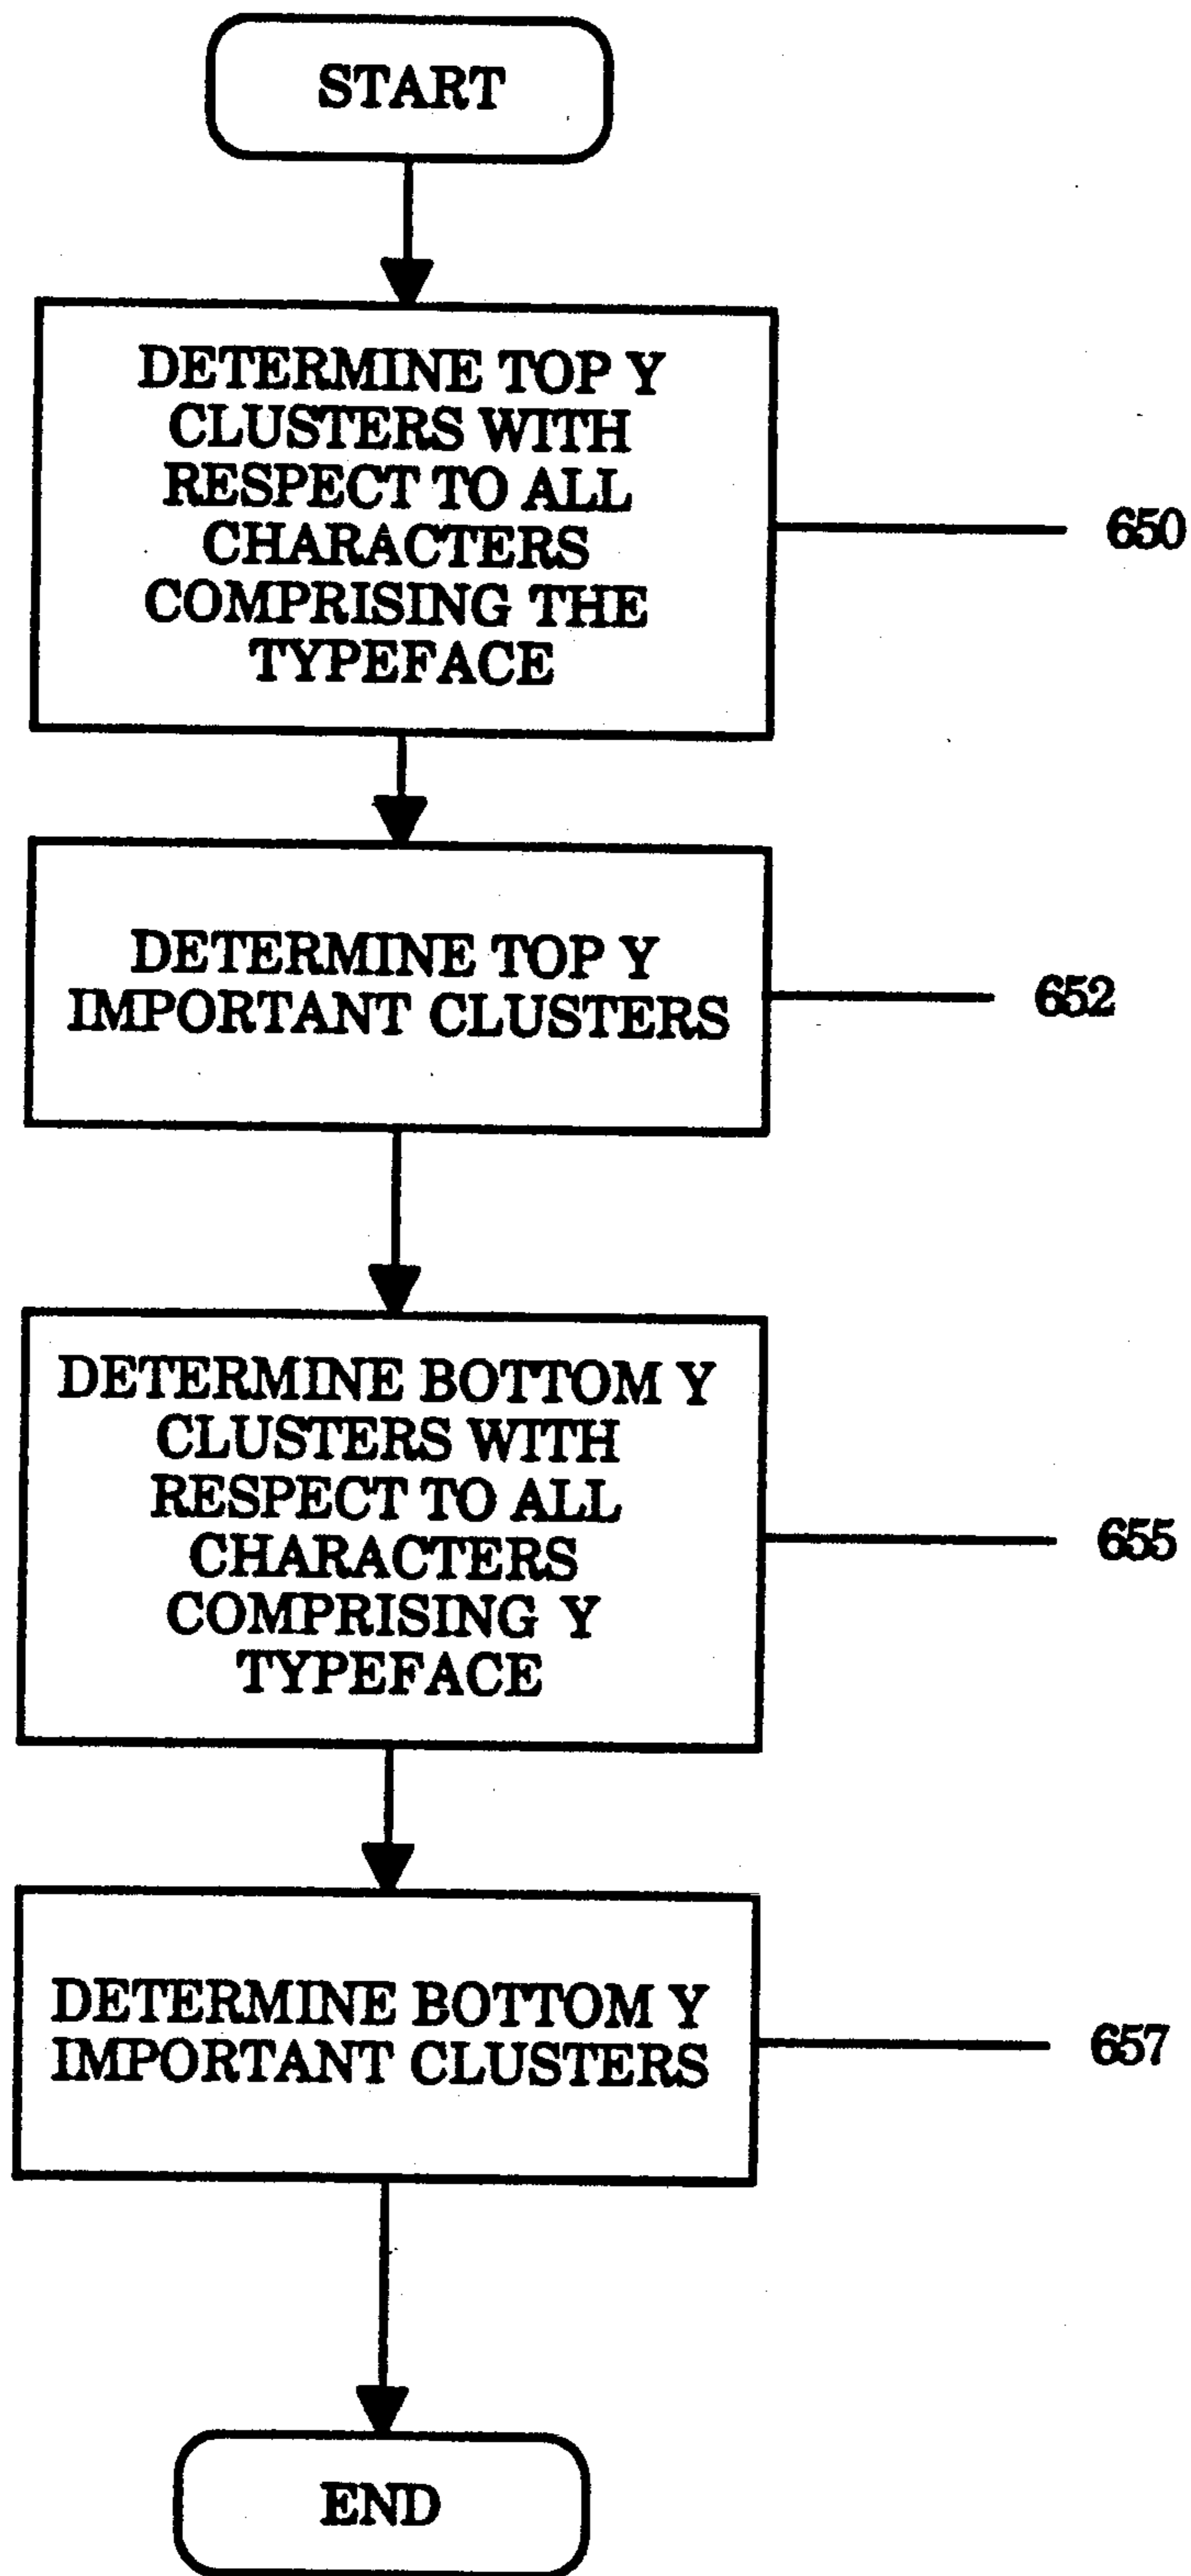 START
DETERMINE TOP Y
CLUSTERS WITH
RESPECT TO ALL
CHARACTERS
COMPRISING THE
TYPEFACE
650
DETERMINE TOP Y
IMPORTANT CLUSTERS
652
DETERMINE BOTTOM Y
CLUSTERS WITH
RESPECT TO ALL
CHARACTERS
COMPRISING Y
TYPEFACE
655
DETERMINE BOTTOM Y
IMPORTANT CLUSTERS
657
END